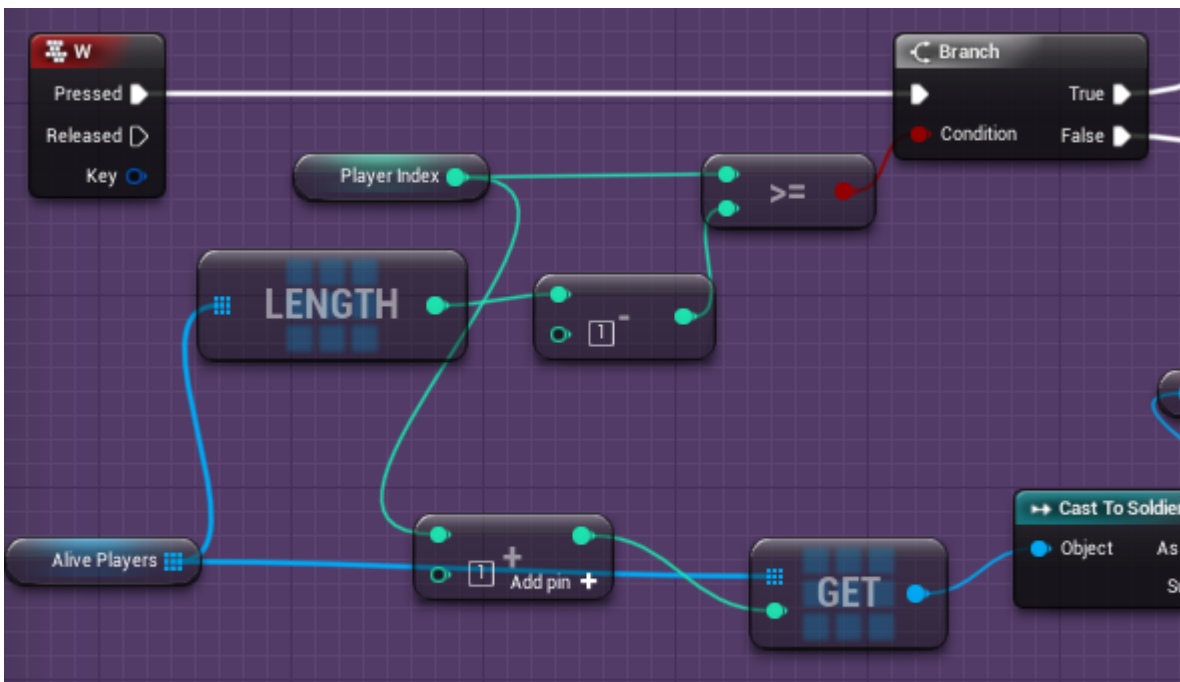 W
Pressed
Released
Key
Branch
True
Condition
False
Player Index
>=
LENGTH
-
1
Alive Players
+
1
Add pin +
GET
Cast To Soldier
Object
As